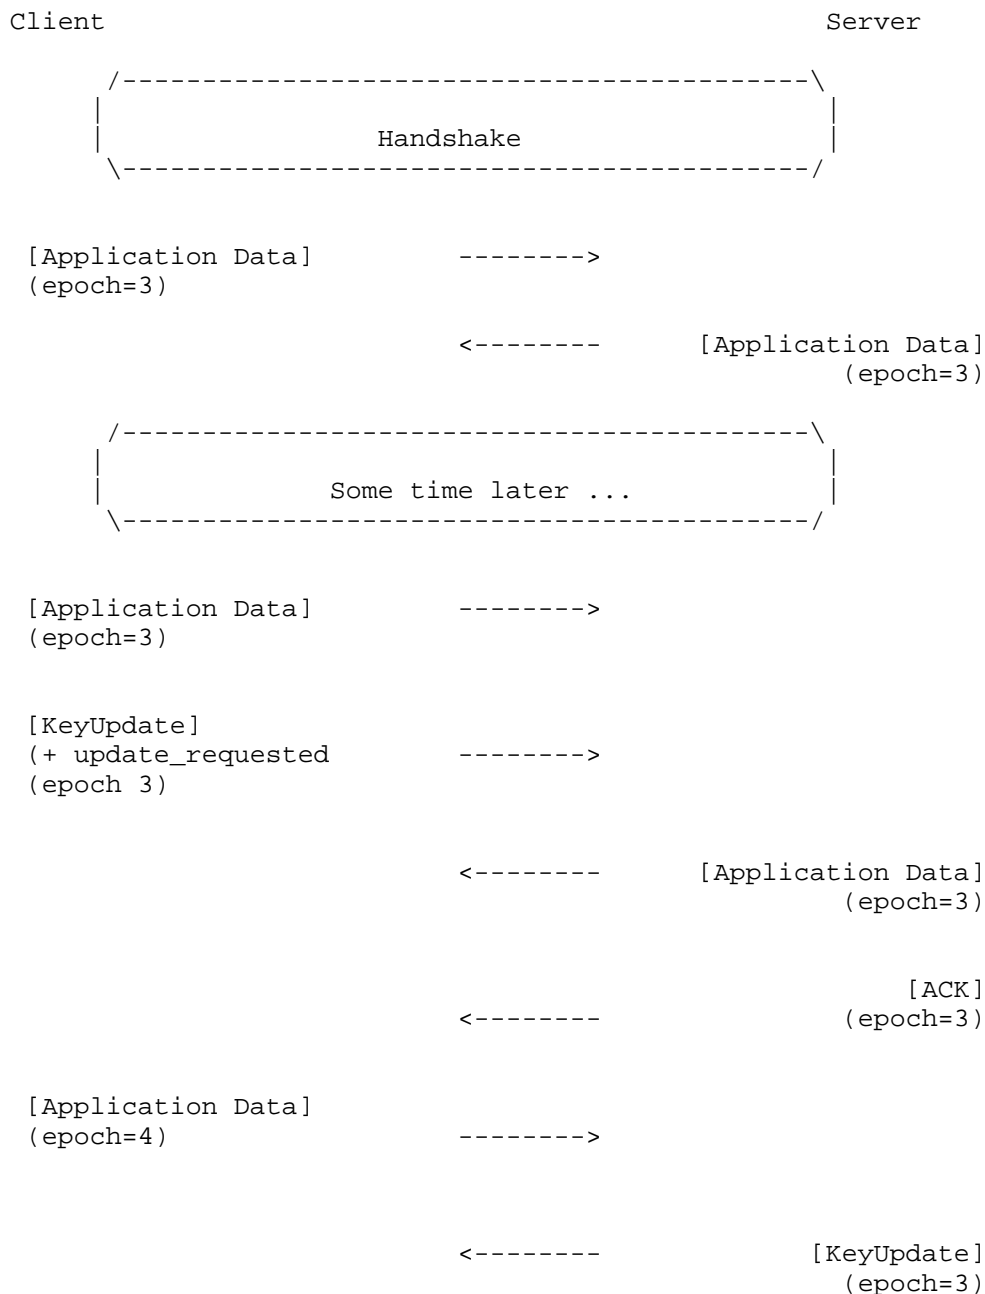 Client                                             Server

      /-------------------------------------------\
     |                                             |
     |                 Handshake                   |
      \-------------------------------------------/

 [Application Data]         -------->
 (epoch=3)

                            <--------      [Application Data]
                                                    (epoch=3)

      /-------------------------------------------\
     |                                             |
     |              Some time later ...            |
      \-------------------------------------------/

 [Application Data]         -------->
 (epoch=3)

 [KeyUpdate]
 (+ update_requested        -------->
 (epoch 3)

                            <--------      [Application Data]
                                                    (epoch=3)

                                                        [ACK]
                            <--------               (epoch=3)

 [Application Data]
 (epoch=4)                  -------->

                            <--------             [KeyUpdate]
                                                    (epoch=3)